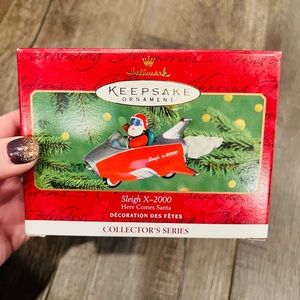 Hallmark
KEEPSAKE
ORNAMENT
Sleigh X-2000
Sleigh X-2000
Here Comes Santa
DÉCORATION DES FÊTES
COLLECTOR'S SERIES